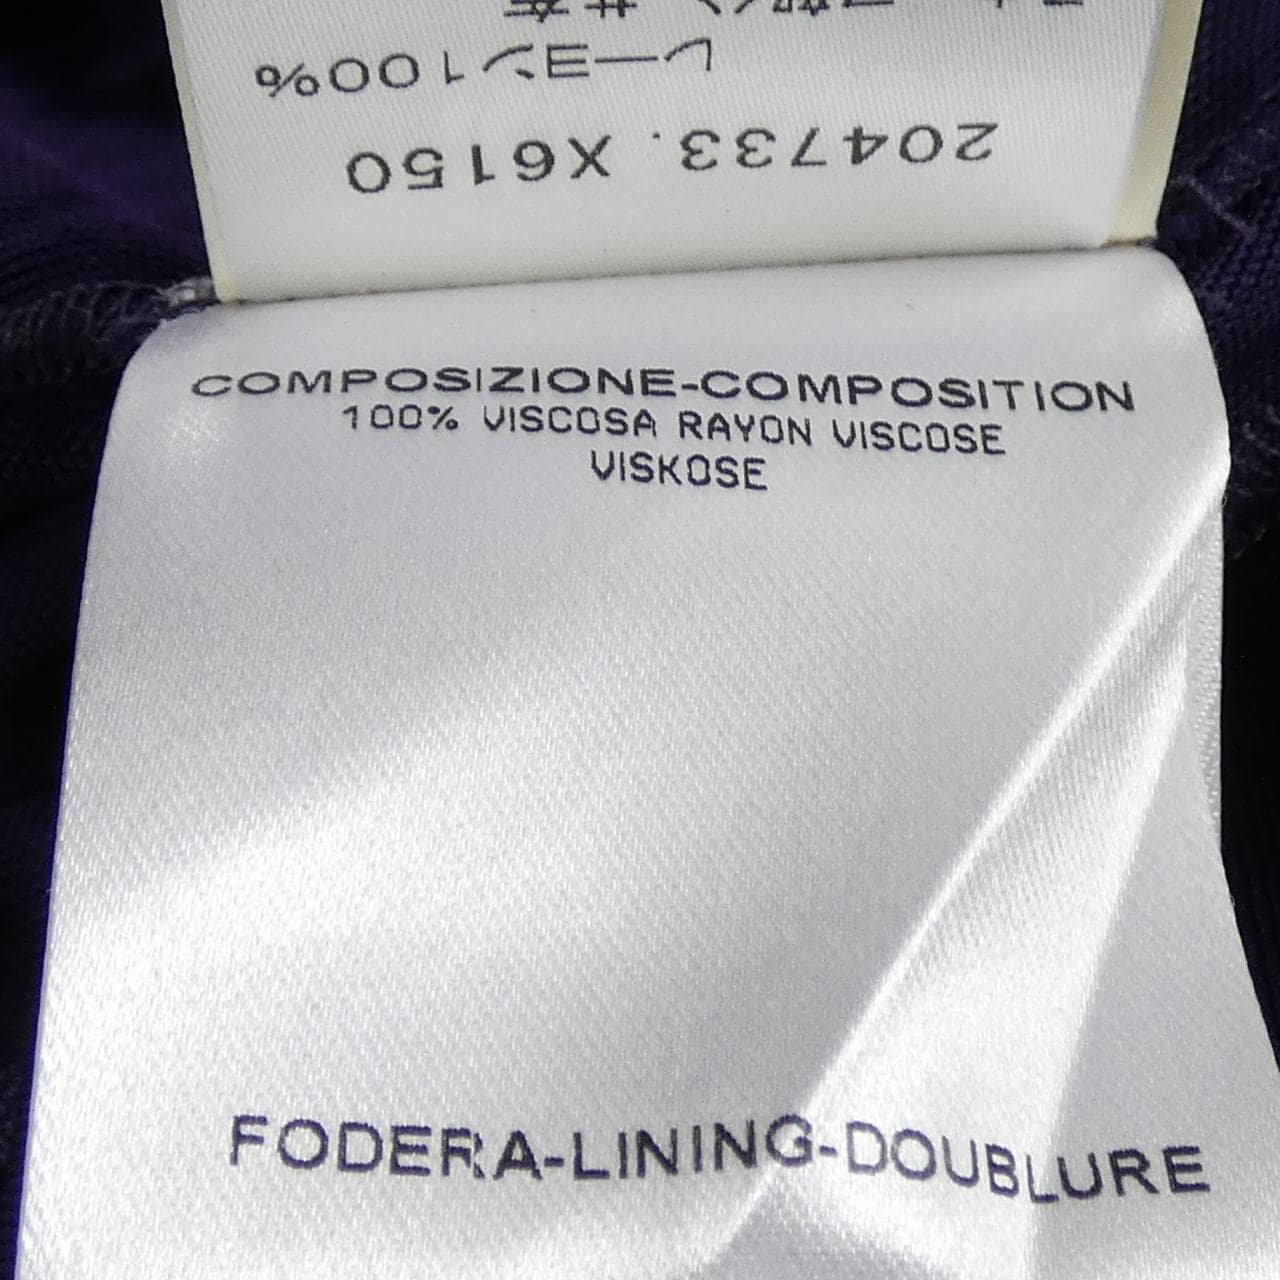 204733. X6150
レーヨン100%
COMPOSIZIONE-COMPOSITION
100% VISCOSA RAYON VISCOSE
VISKOSE
FODERA-LINING-DOUBLURE